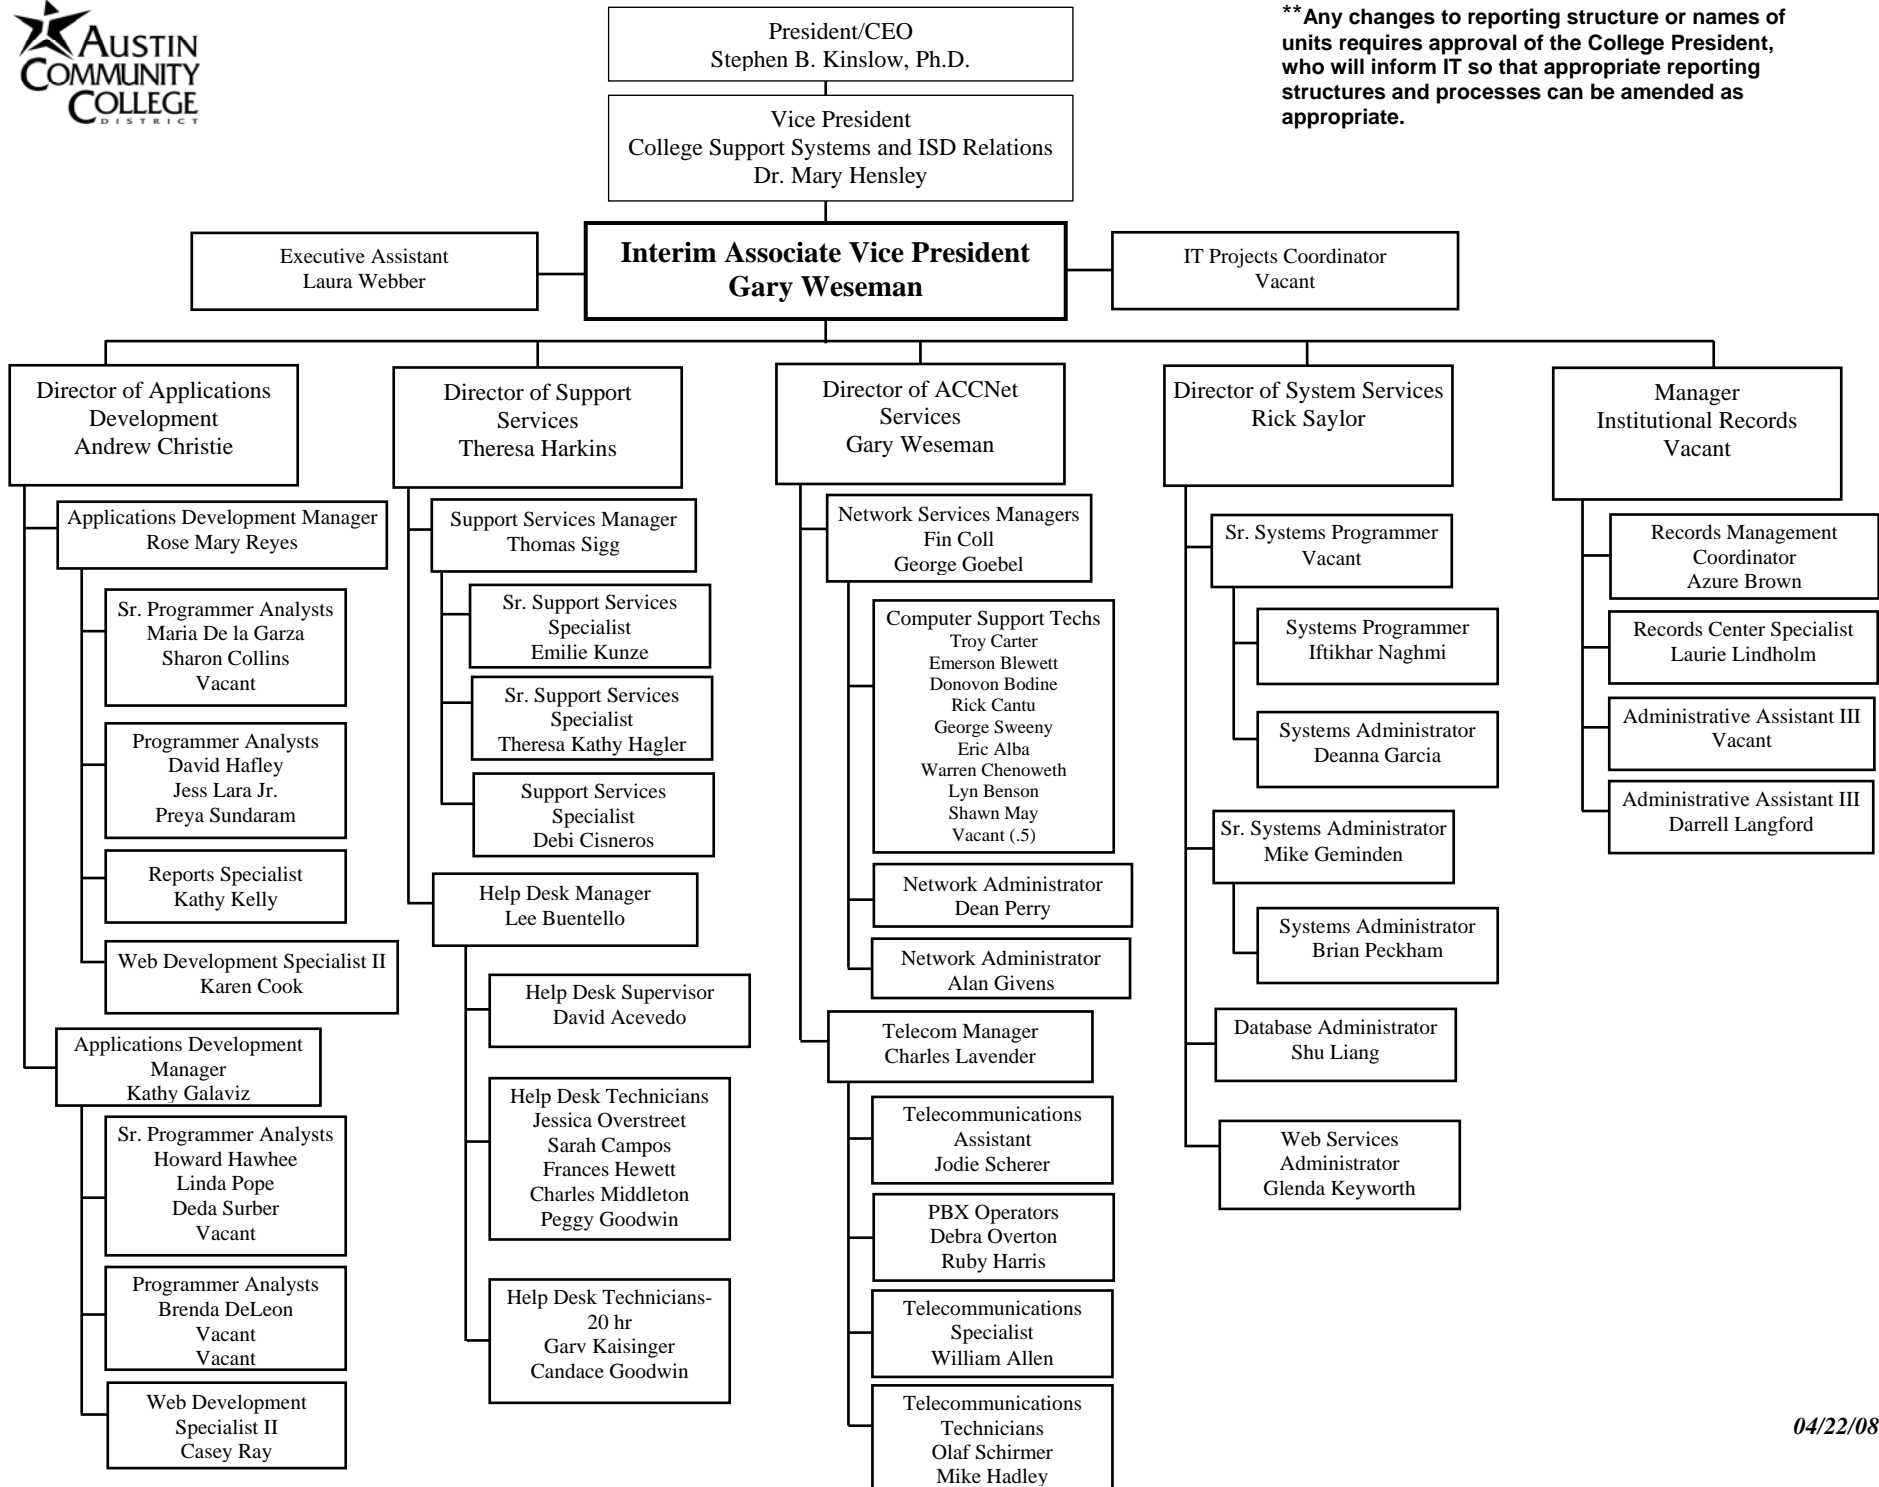 AUSTIN
COMMUNITY
COLLEGE
DISTRICT
President/CEO
Stephen B. Kinslow, Ph.D.
**Any changes to reporting structure or names of
units requires approval of the College President,
who will inform IT so that appropriate reporting
structures and processes can be amended as
appropriate.
Vice President
College Support Systems and ISD Relations
Dr. Mary Hensley
Executive Assistant
Laura Webber
Interim Associate Vice President
Gary Weseman
IT Projects Coordinator
Vacant
Director of Applications
Development
Andrew Christie
Applications Development Manager
Rose Mary Reyes
Sr. Programmer Analysts
Maria De la Garza
Sharon Collins
Vacant
Programmer Analysts
David Hafley
Jess Lara Jr.
Preya Sundaram
Reports Specialist
Kathy Kelly
Web Development Specialist II
Karen Cook
Applications Development
Manager
Kathy Galaviz
Sr. Programmer Analysts
Howard Hawhee
Linda Pope
Deda Surber
Vacant
Programmer Analysts
Brenda DeLeon
Vacant
Vacant
Web Development
Specialist II
Casey Ray
Director of Support
Services
Theresa Harkins
Support Services Manager
Thomas Sigg
Sr. Support Services
Specialist
Emilie Kunze
Sr. Support Services
Specialist
Theresa Kathy Hagler
Support Services
Specialist
Debi Cisneros
Help Desk Manager
Lee Buentello
Help Desk Supervisor
David Acevedo
Help Desk Technicians
Jessica Overstreet
Sarah Campos
Frances Hewett
Charles Middleton
Peggy Goodwin
Help Desk Technicians-
20 hr
Garv Kaisinger
Candace Goodwin
Director of ACCNet
Services
Gary Weseman
Network Services Managers
Fin Coll
George Goebel
Computer Support Techs
Troy Carter
Emerson Blewett
Donovon Bodine
Rick Cantu
George Sweeny
Eric Alba
Warren Chenoweth
Lyn Benson
Shawn May
Vacant (.5)
Network Administrator
Dean Perry
Network Administrator
Alan Givens
Telecom Manager
Charles Lavender
Telecommunications
Assistant
Jodie Scherer
PBX Operators
Debra Overton
Ruby Harris
Telecommunications
Specialist
William Allen
Telecommunications
Technicians
Olaf Schirmer
Mike Hadley
Director of System Services
Rick Saylor
Sr. Systems Programmer
Vacant
Systems Programmer
Iftikhar Naghmi
Systems Administrator
Deanna Garcia
Sr. Systems Administrator
Mike Geminden
Systems Administrator
Brian Peckham
Database Administrator
Shu Liang
Web Services
Administrator
Glenda Keyworth
Manager
Institutional Records
Vacant
Records Management
Coordinator
Azure Brown
Records Center Specialist
Laurie Lindholm
Administrative Assistant III
Vacant
Administrative Assistant III
Darrell Langford
04/22/08